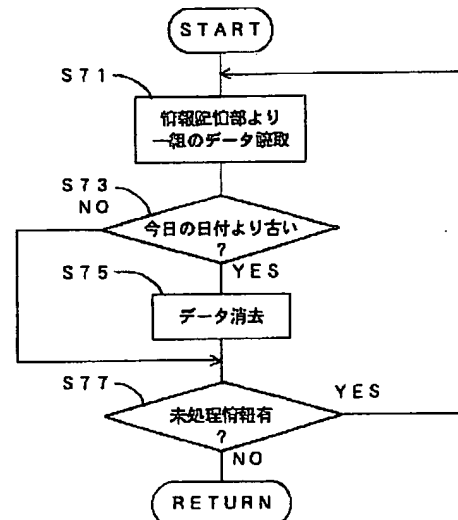 START
S71
情報記憶部より
一組のデータ読取
S73
NO
今日の日付より古い
?
YES
S75
データ消去
S77
YES
未処理情報有
?
NO
RETURN